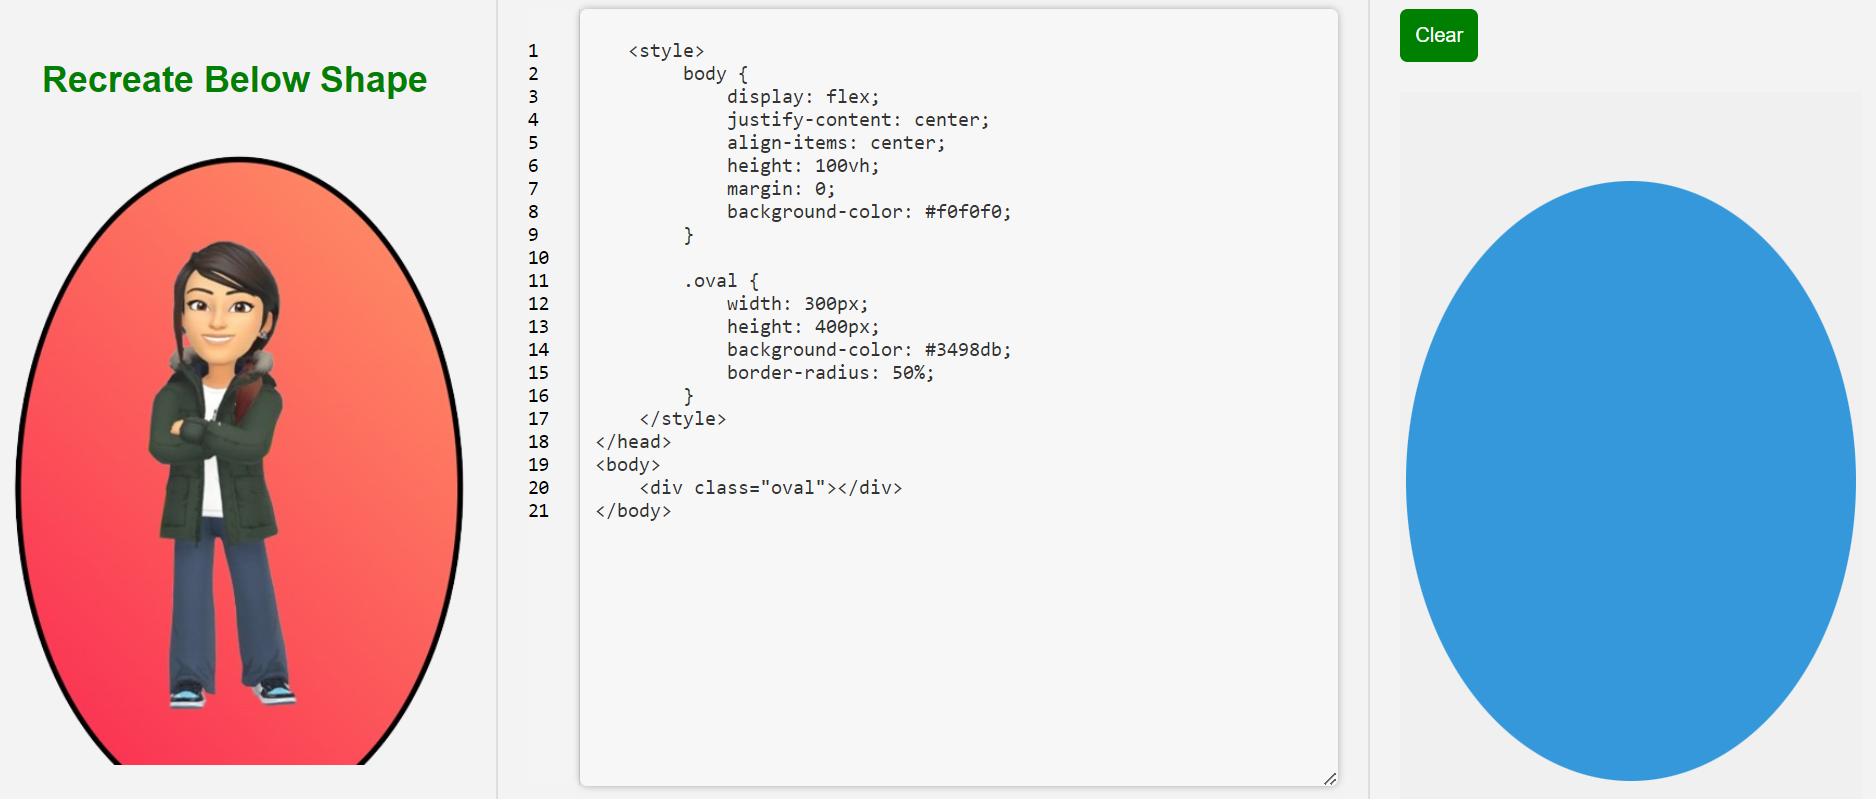 Recreate Below Shape
1 <style>
2 body {
3 display: flex;
4 justify-content: center;
5 align-items: center;
6 height: 100vh;
7 margin: 0;
8 background-color: #f0f0f0;
9 }
10
11 .oval {
12 width: 300px;
13 height: 400px;
14 background-color: #3498db;
15 border-radius: 50%;
16 }
17 </style>
18 </head>
19 <body>
20 <div class="oval"></div>
21 </body>
Clear